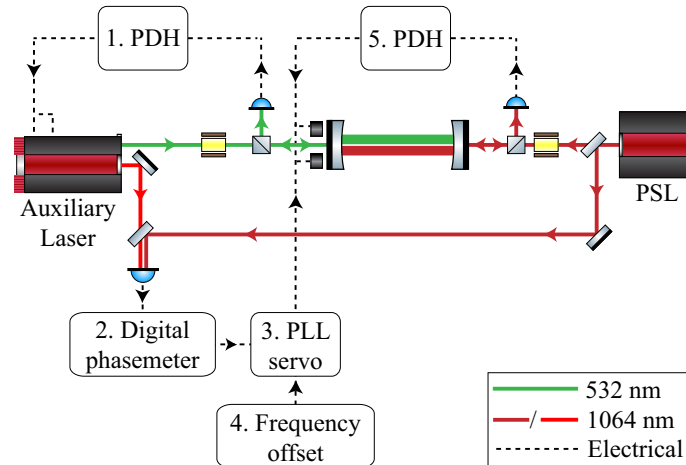 1. PDH
5. PDH
Auxiliary
Laser
PSL
2. Digital
phasemeter
3. PLL
servo
4. Frequency
offset
532 nm
/ 1064 nm
Electrical